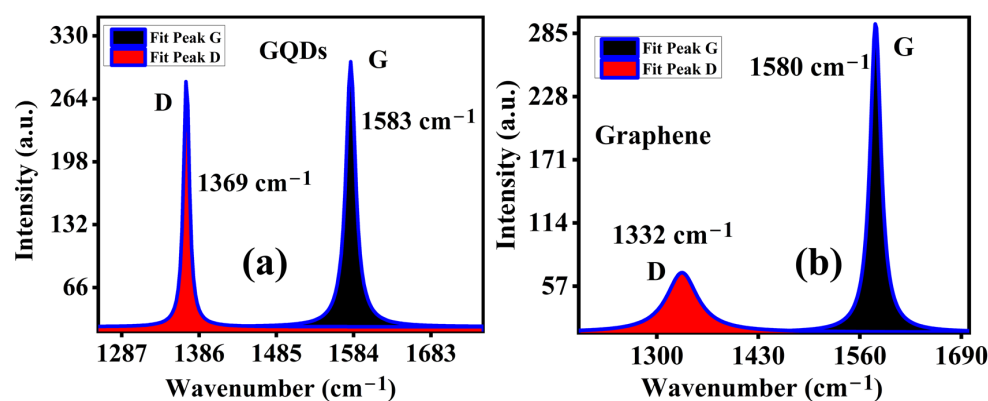 330
264
198
132
66
Intensity (a.u.)
Fit Peak G
Fit Peak D
GQDs
G
D
1583 cm⁻¹
1369 cm⁻¹
(a)
1287 1386 1485 1584 1683
Wavenumber (cm⁻¹)
285
228
171
114
57
Intensity (a.u.)
Fit Peak G
Fit Peak D
G
1580 cm⁻¹
Graphene
1332 cm⁻¹
D
(b)
1300 1430 1560 1690
Wavenumber (cm⁻¹)